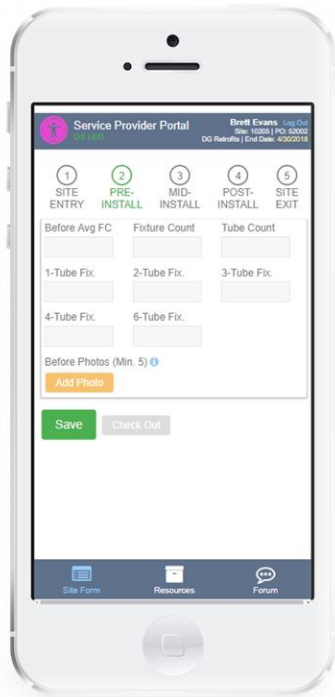 Service Provider Portal
US LED
Brett Evans Log Out
Site: 10205 | PO: 52002
DG Retrofits | End Date: 4/30/2018
1 2 3 4 5
SITE ENTRY PRE-INSTALL MID-INSTALL POST-INSTALL SITE EXIT
Before Avg FC Fixture Count Tube Count
1-Tube Fix. 2-Tube Fix. 3-Tube Fix.
4-Tube Fix. 6-Tube Fix.
Before Photos (Min. 5)
Add Photo
Save Check Out
Site Form Resources Forum